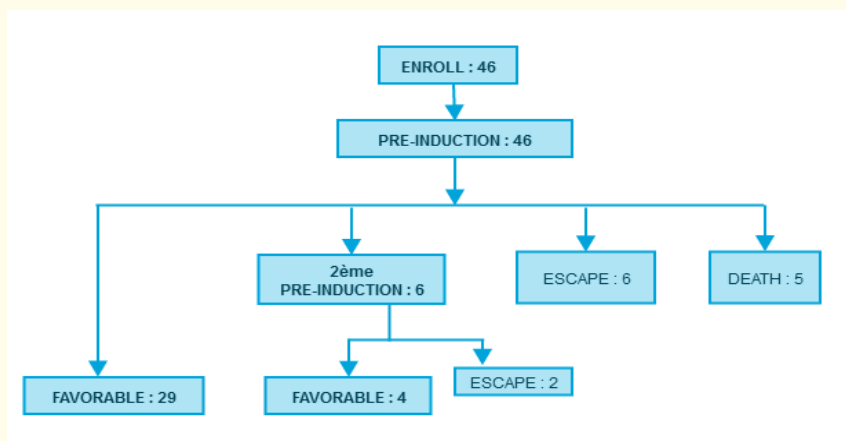 ENROLL : 46
PRE-INDUCTION : 46
2ème
PRE-INDUCTION : 6
ESCAPE : 6
DEATH : 5
FAVORABLE : 29
FAVORABLE : 4
ESCAPE : 2